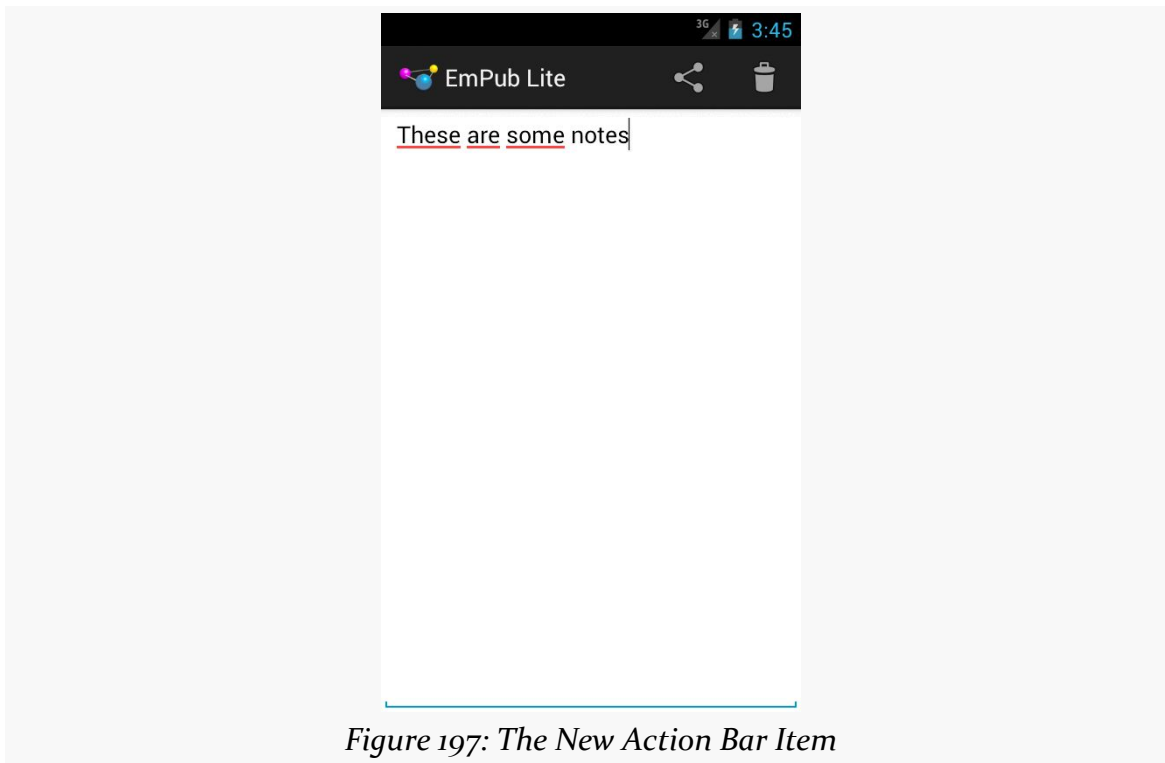 3G 3:45
EmPub Lite
These are some notes
Figure 197: The New Action Bar Item